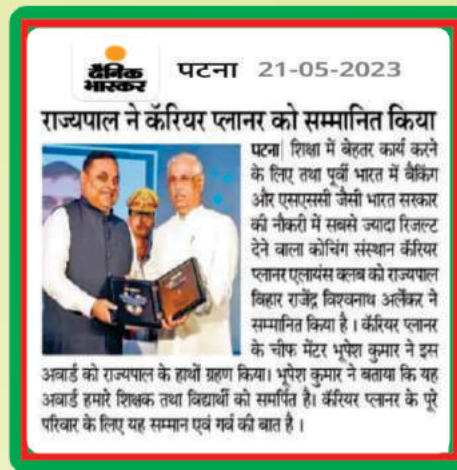 दैनिक
भास्कर
पटना 21-05-2023
राज्यपाल ने कॅरियर प्लानर को सम्मानित किया
पटना| शिक्षा में बेहतर कार्य करने
के लिए तथा पूर्वी भारत में बैंकिंग
और एसएससी जैसी भारत सरकार
की नौकरी में सबसे ज्यादा रिजल्ट
देने वाला कोचिंग संस्थान कॅरियर
प्लानर एलायंस क्लब को राज्यपाल
बिहार राजेंद्र विश्वनाथ अर्लेकर ने
सम्मानित किया है । कॅरियर प्लानर
के चीफ मेंटर भूपेश कुमार ने इस
अवार्ड को राज्यपाल के हाथों ग्रहण किया। भूपेश कुमार ने बताया कि यह
अवार्ड हमारे शिक्षक तथा विद्यार्थी को समर्पित है। कॅरियर प्लानर के पूरे
परिवार के लिए यह सम्मान एवं गर्व की बात है ।